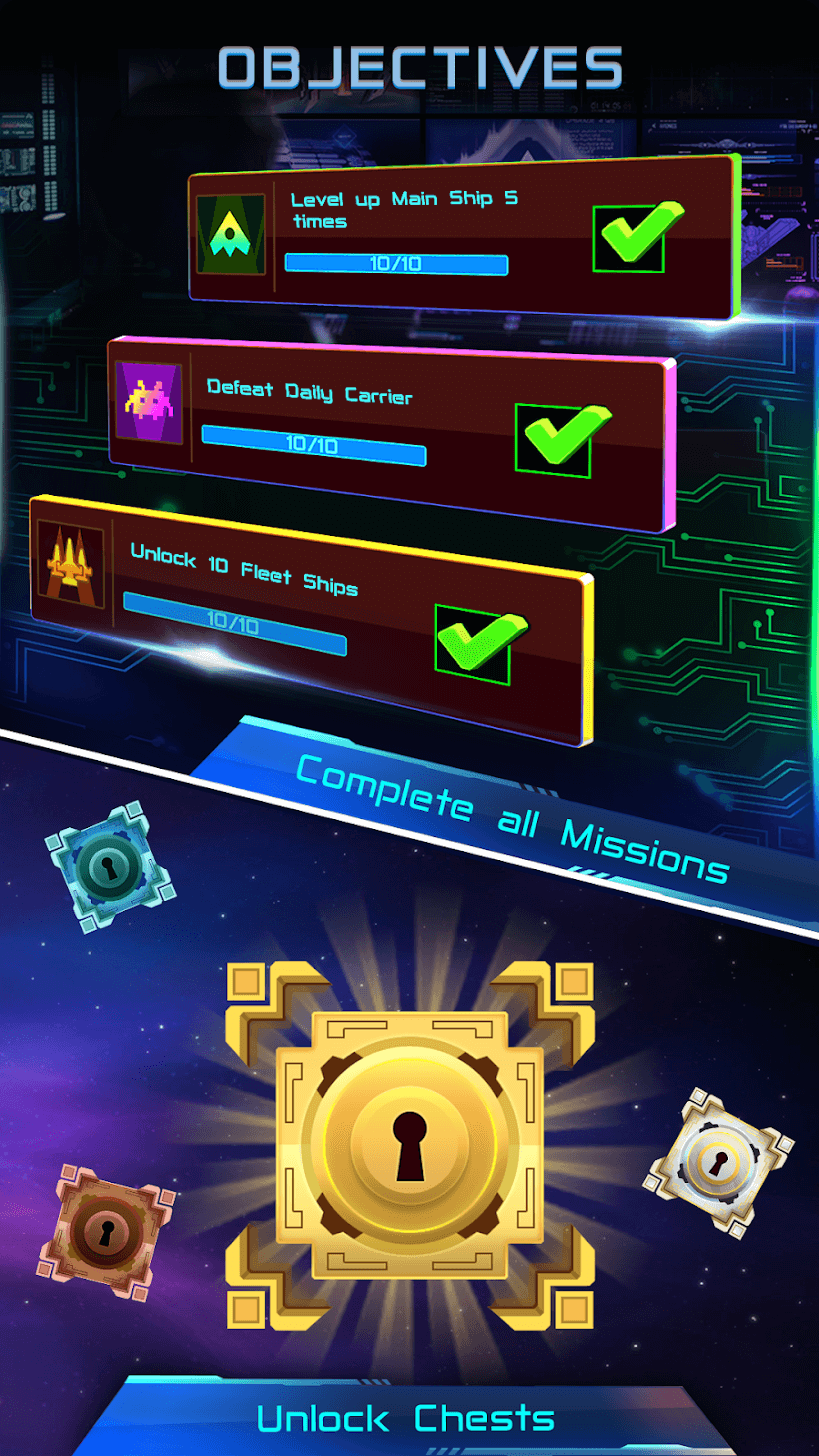 OBJECTIVES
Level up Main Ship 5
times
10/10
Defeat Daily Carrier
10/10
Unlock 10 Fleet Ships
10/10
Complete all Missions
Unlock Chests